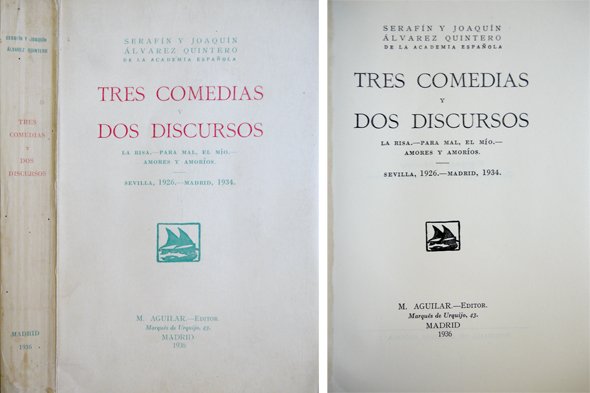 SERAFÍN Y JOAQUÍN
ÁLVAREZ QUINTERO
TRES
COMEDIAS
Y
DOS
DISCURSOS
MADRID
1936
SERAFÍN Y JOAQUÍN
ÁLVAREZ QUINTERO
DE LA ACADEMIA ESPAÑOLA
TRES COMEDIAS
Y
DOS DISCURSOS
LA RISA.—PARA MAL, EL MÍO.—
AMORES Y AMORÍOS.
SEVILLA, 1926.—MADRID, 1934.
M. AGUILAR.—EDITOR.
Marqués de Urquijo, 43.
MADRID
1936
SERAFÍN Y JOAQUÍN
ÁLVAREZ QUINTERO
DE LA ACADEMIA ESPAÑOLA
TRES COMEDIAS
Y
DOS DISCURSOS
LA RISA.—PARA MAL, EL MÍO.—
AMORES Y AMORÍOS.
SEVILLA, 1926.—MADRID, 1934.
M. AGUILAR.—EDITOR.
Marqués de Urquijo, 43.
MADRID
1936